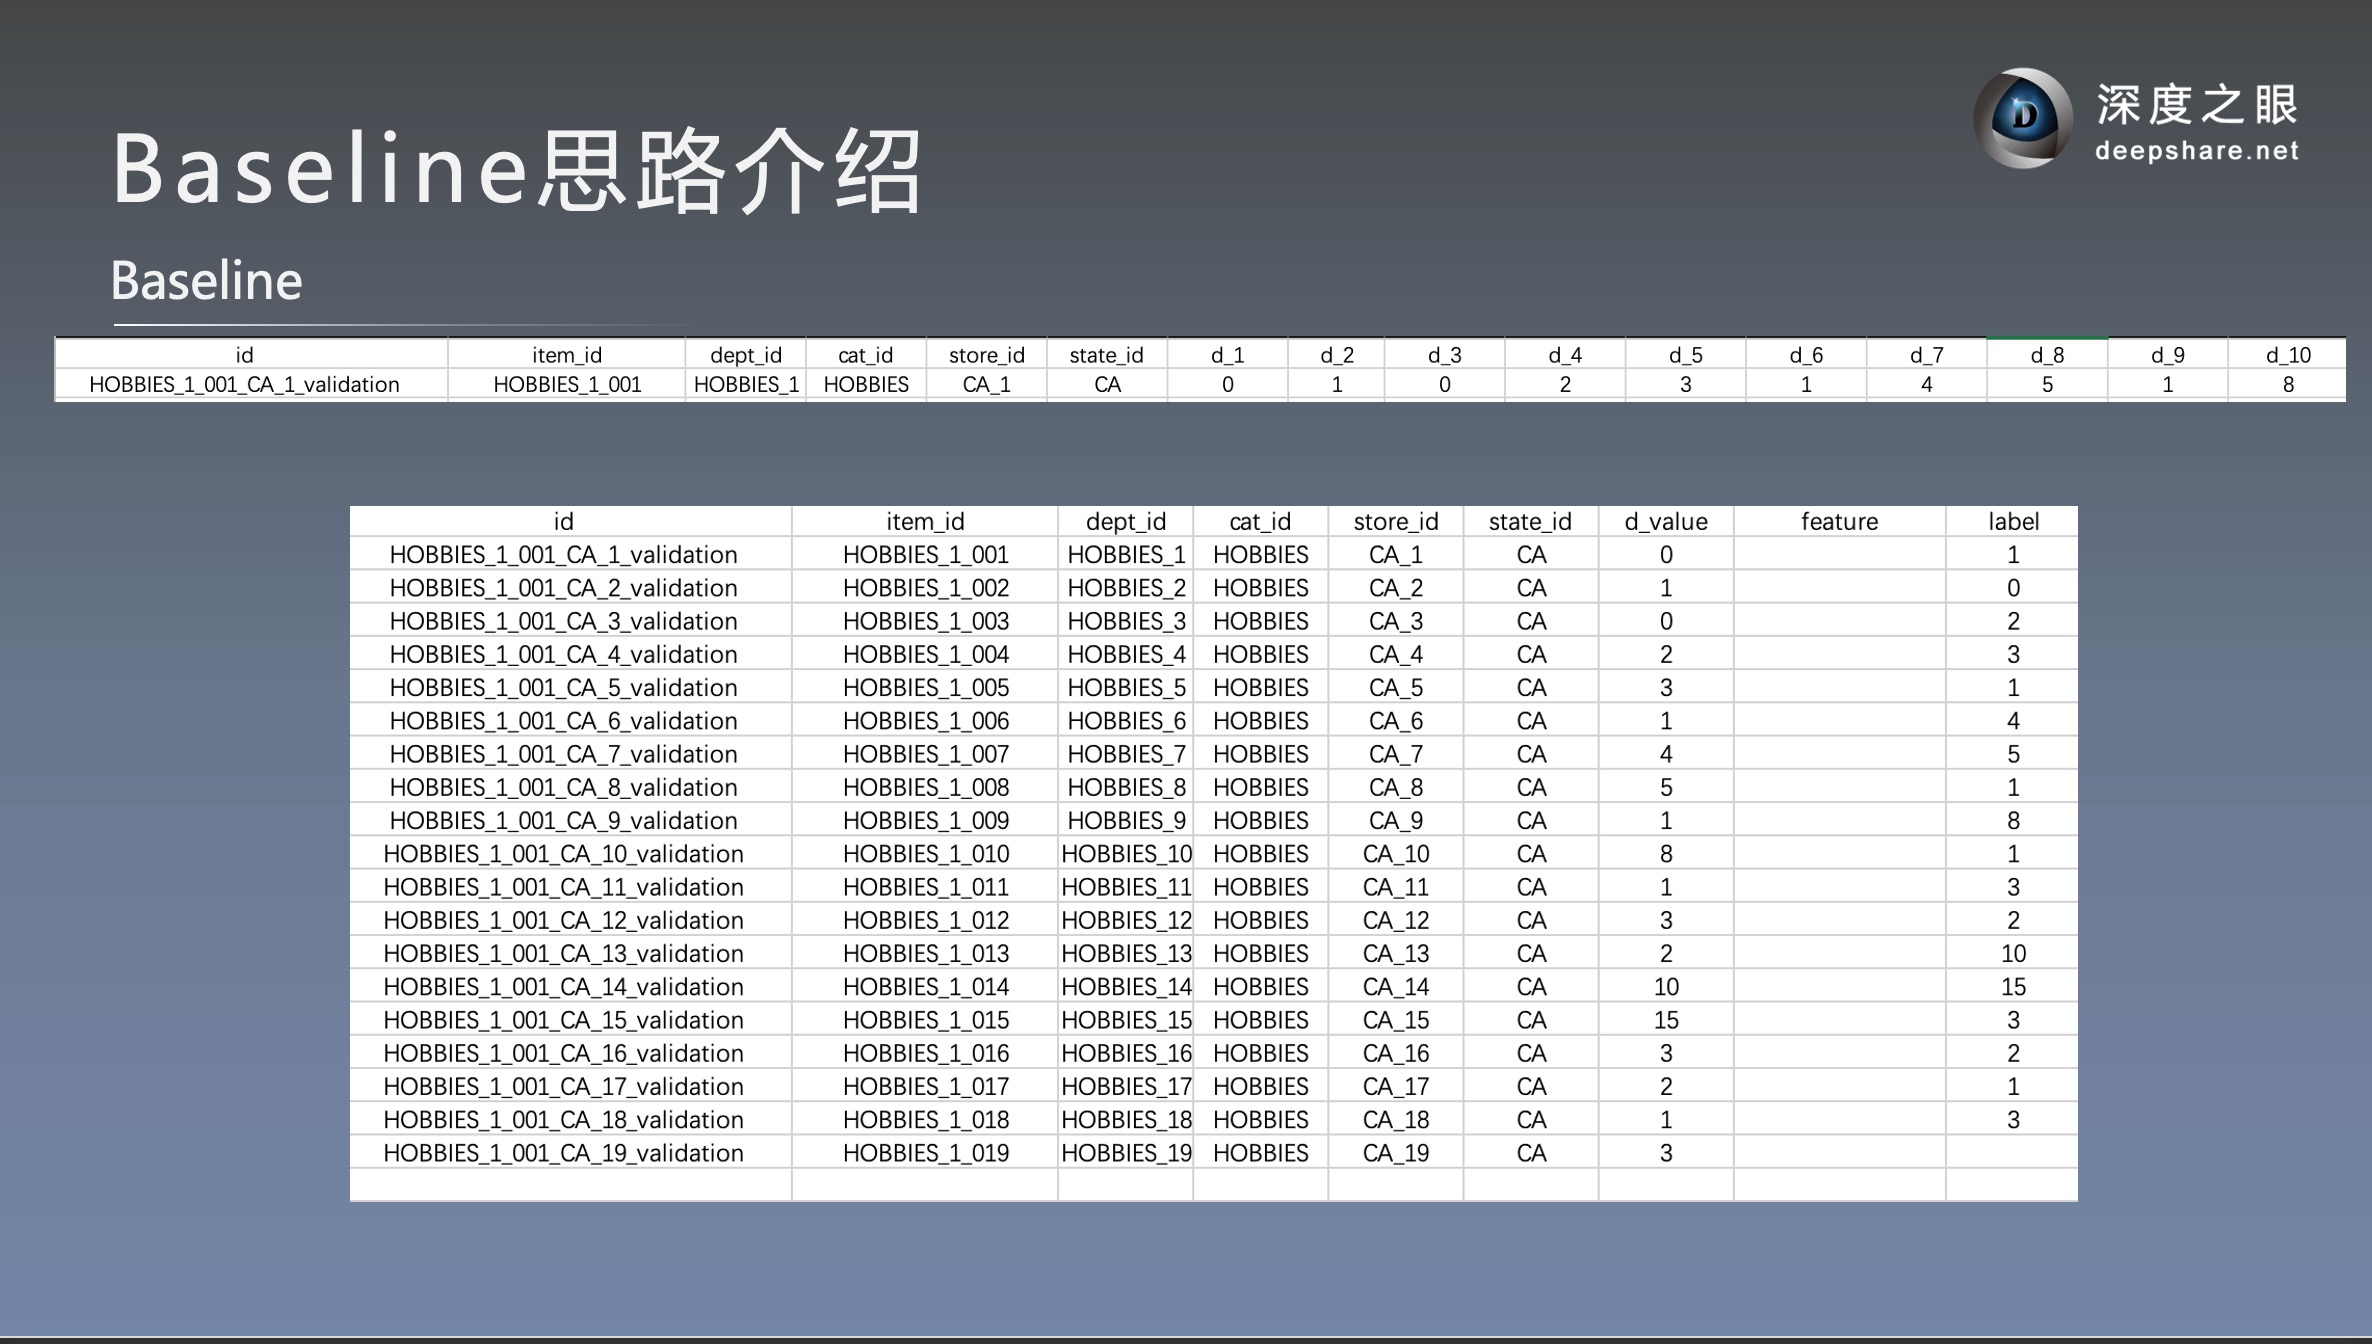 深度之眼
deepshare.net
Baseline思路介绍
Baseline
id item_id dept_id cat_id store_id state_id d_1 d_2 d_3 d_4 d_5 d_6 d_7 d_8 d_9 d_10
HOBBIES_1_001_CA_1_validation HOBBIES_1_001 HOBBIES_1 HOBBIES CA_1 CA 0 1 0 2 3 1 4 5 1 8
id item_id dept_id cat_id store_id state_id d_value feature label
HOBBIES_1_001_CA_1_validation HOBBIES_1_001 HOBBIES_1 HOBBIES CA_1 CA 0 1
HOBBIES_1_001_CA_2_validation HOBBIES_1_002 HOBBIES_2 HOBBIES CA_2 CA 1 0
HOBBIES_1_001_CA_3_validation HOBBIES_1_003 HOBBIES_3 HOBBIES CA_3 CA 0 2
HOBBIES_1_001_CA_4_validation HOBBIES_1_004 HOBBIES_4 HOBBIES CA_4 CA 2 3
HOBBIES_1_001_CA_5_validation HOBBIES_1_005 HOBBIES_5 HOBBIES CA_5 CA 3 1
HOBBIES_1_001_CA_6_validation HOBBIES_1_006 HOBBIES_6 HOBBIES CA_6 CA 1 4
HOBBIES_1_001_CA_7_validation HOBBIES_1_007 HOBBIES_7 HOBBIES CA_7 CA 4 5
HOBBIES_1_001_CA_8_validation HOBBIES_1_008 HOBBIES_8 HOBBIES CA_8 CA 5 1
HOBBIES_1_001_CA_9_validation HOBBIES_1_009 HOBBIES_9 HOBBIES CA_9 CA 1 8
HOBBIES_1_001_CA_10_validation HOBBIES_1_010 HOBBIES_10 HOBBIES CA_10 CA 8 1
HOBBIES_1_001_CA_11_validation HOBBIES_1_011 HOBBIES_11 HOBBIES CA_11 CA 1 3
HOBBIES_1_001_CA_12_validation HOBBIES_1_012 HOBBIES_12 HOBBIES CA_12 CA 3 2
HOBBIES_1_001_CA_13_validation HOBBIES_1_013 HOBBIES_13 HOBBIES CA_13 CA 2 10
HOBBIES_1_001_CA_14_validation HOBBIES_1_014 HOBBIES_14 HOBBIES CA_14 CA 10 15
HOBBIES_1_001_CA_15_validation HOBBIES_1_015 HOBBIES_15 HOBBIES CA_15 CA 15 3
HOBBIES_1_001_CA_16_validation HOBBIES_1_016 HOBBIES_16 HOBBIES CA_16 CA 3 2
HOBBIES_1_001_CA_17_validation HOBBIES_1_017 HOBBIES_17 HOBBIES CA_17 CA 2 1
HOBBIES_1_001_CA_18_validation HOBBIES_1_018 HOBBIES_18 HOBBIES CA_18 CA 1 3
HOBBIES_1_001_CA_19_validation HOBBIES_1_019 HOBBIES_19 HOBBIES CA_19 CA 3